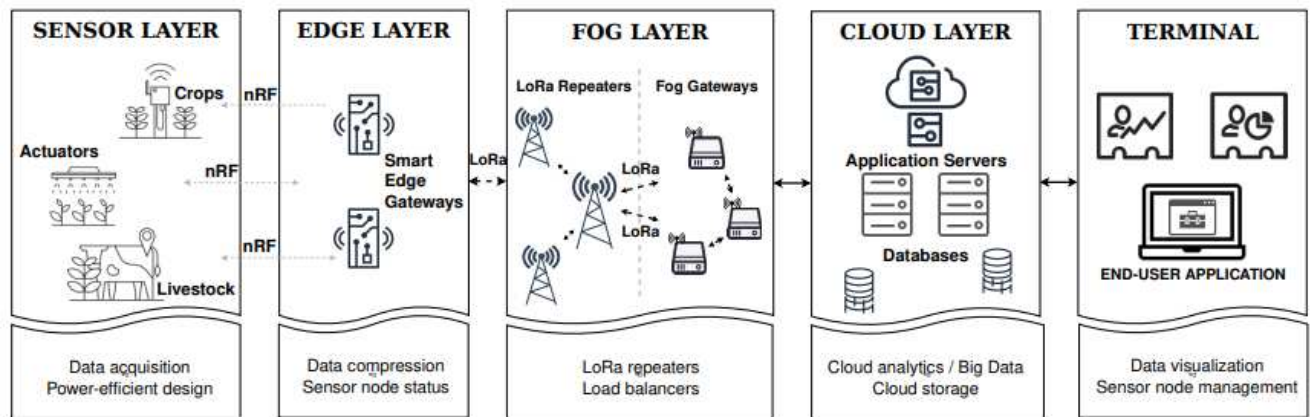 SENSOR LAYER
Crops
nRF
Actuators
nRF
nRF
Livestock
Data acquisition
Power-efficient design
EDGE LAYER
Smart
Edge
Gateways
Data compression
Sensor node status
LoRa
FOG LAYER
LoRa Repeaters
Fog Gateways
LoRa
LoRa
LoRa repeaters
Load balancers
CLOUD LAYER
Application Servers
Databases
Cloud analytics / Big Data
Cloud storage
TERMINAL
END-USER APPLICATION
Data visualization
Sensor node management